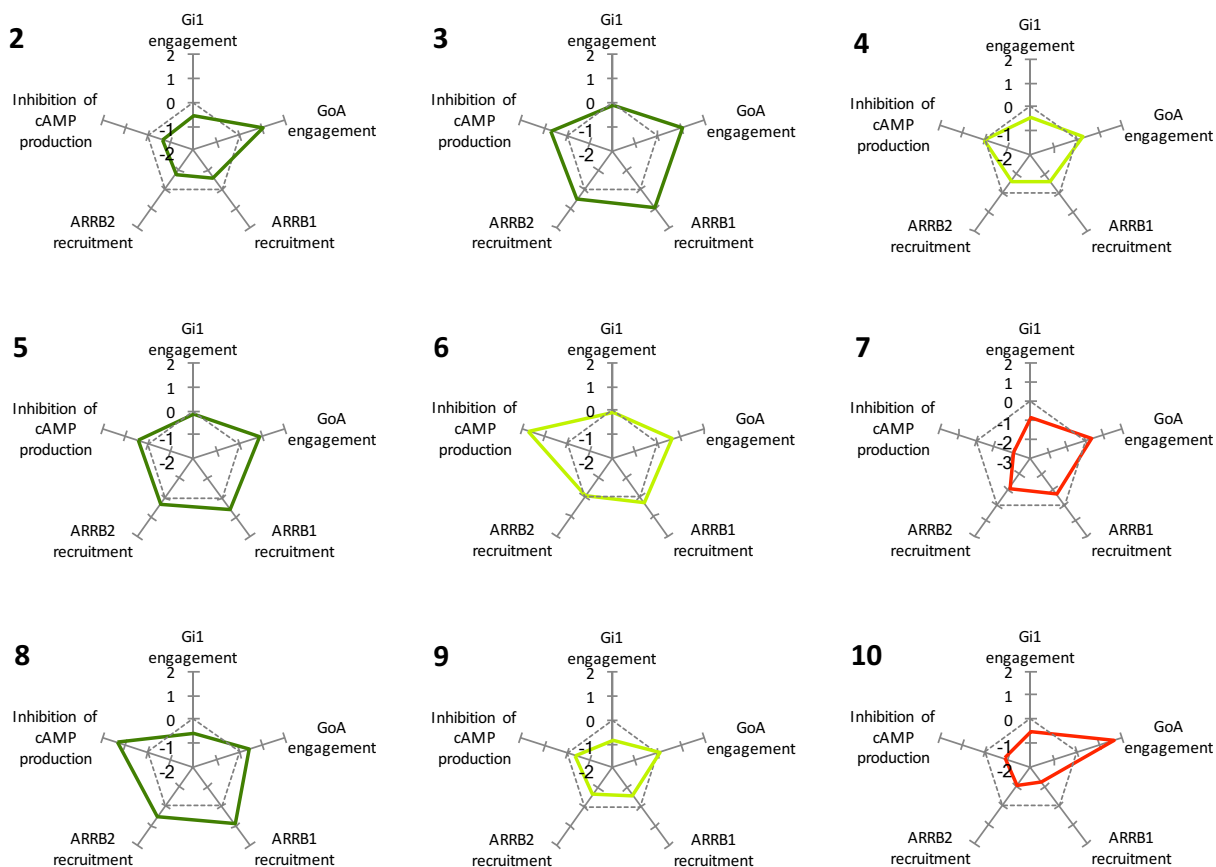 2
Gi1
engagement
2
1
0
-1
-2
Inhibition of
cAMP
production
GoA
engagement
ARRB2
recruitment
ARRB1
recruitment
3
Gi1
engagement
2
1
0
-1
-2
Inhibition of
cAMP
production
GoA
engagement
ARRB2
recruitment
ARRB1
recruitment
4
Gi1
engagement
2
1
0
-1
-2
Inhibition of
cAMP
production
GoA
engagement
ARRB2
recruitment
ARRB1
recruitment
5
Gi1
engagement
2
1
0
-1
-2
Inhibition of
cAMP
production
GoA
engagement
ARRB2
recruitment
ARRB1
recruitment
6
Gi1
engagement
2
1
0
-1
-2
Inhibition of
cAMP
production
GoA
engagement
ARRB2
recruitment
ARRB1
recruitment
7
Gi1
engagement
2
1
0
-1
-2
-3
Inhibition of
cAMP
production
GoA
engagement
ARRB2
recruitment
ARRB1
recruitment
8
Gi1
engagement
2
1
0
-1
-2
Inhibition of
cAMP
production
GoA
engagement
ARRB2
recruitment
ARRB1
recruitment
9
Gi1
engagement
2
1
0
-1
-2
Inhibition of
cAMP
production
GoA
engagement
ARRB2
recruitment
ARRB1
recruitment
10
Gi1
engagement
2
1
0
-1
-2
Inhibition of
cAMP
production
GoA
engagement
ARRB2
recruitment
ARRB1
recruitment